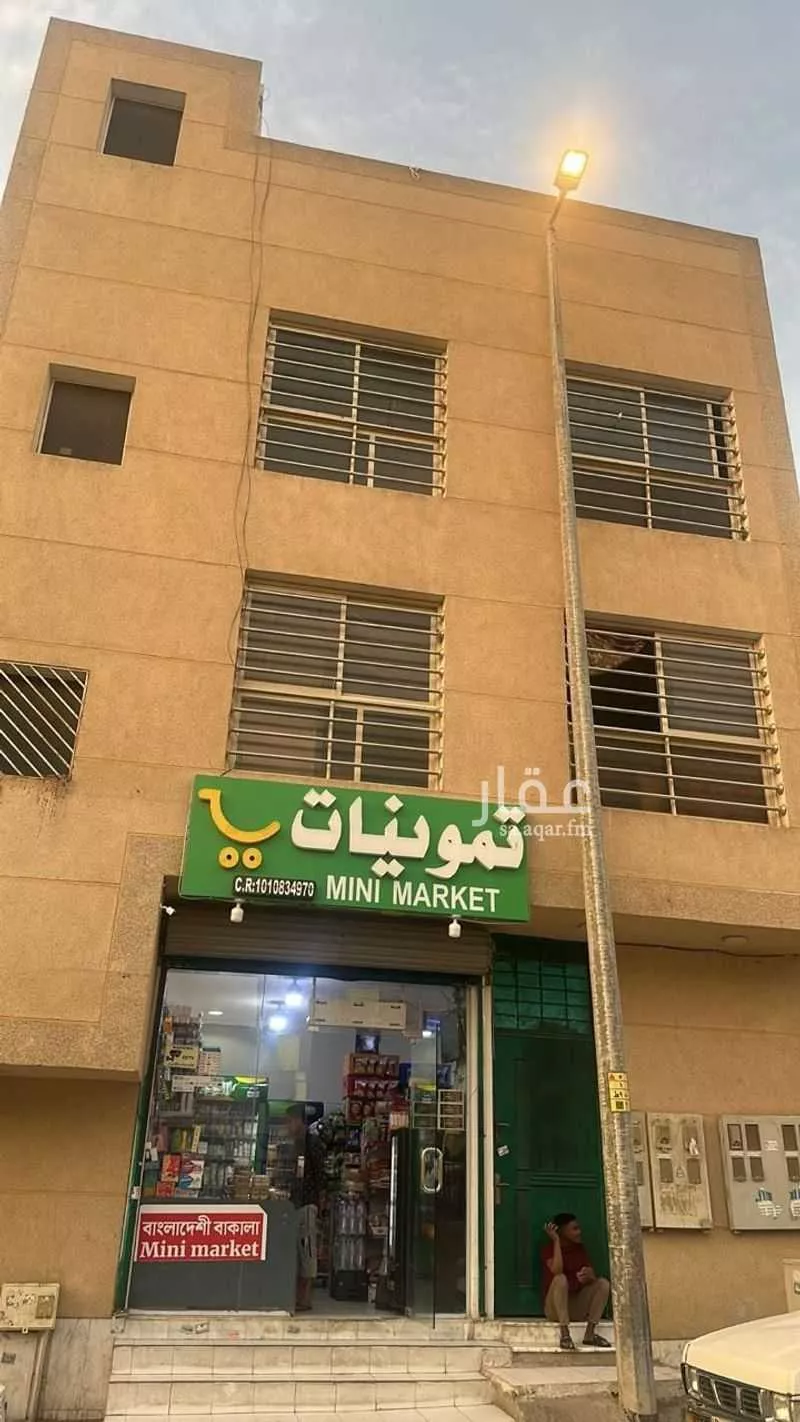 تموينات
C.R:1010834970 MINI MARKET
عقار
sa.aqar.fm
বাংলাদেশী বাকালা
Mini market